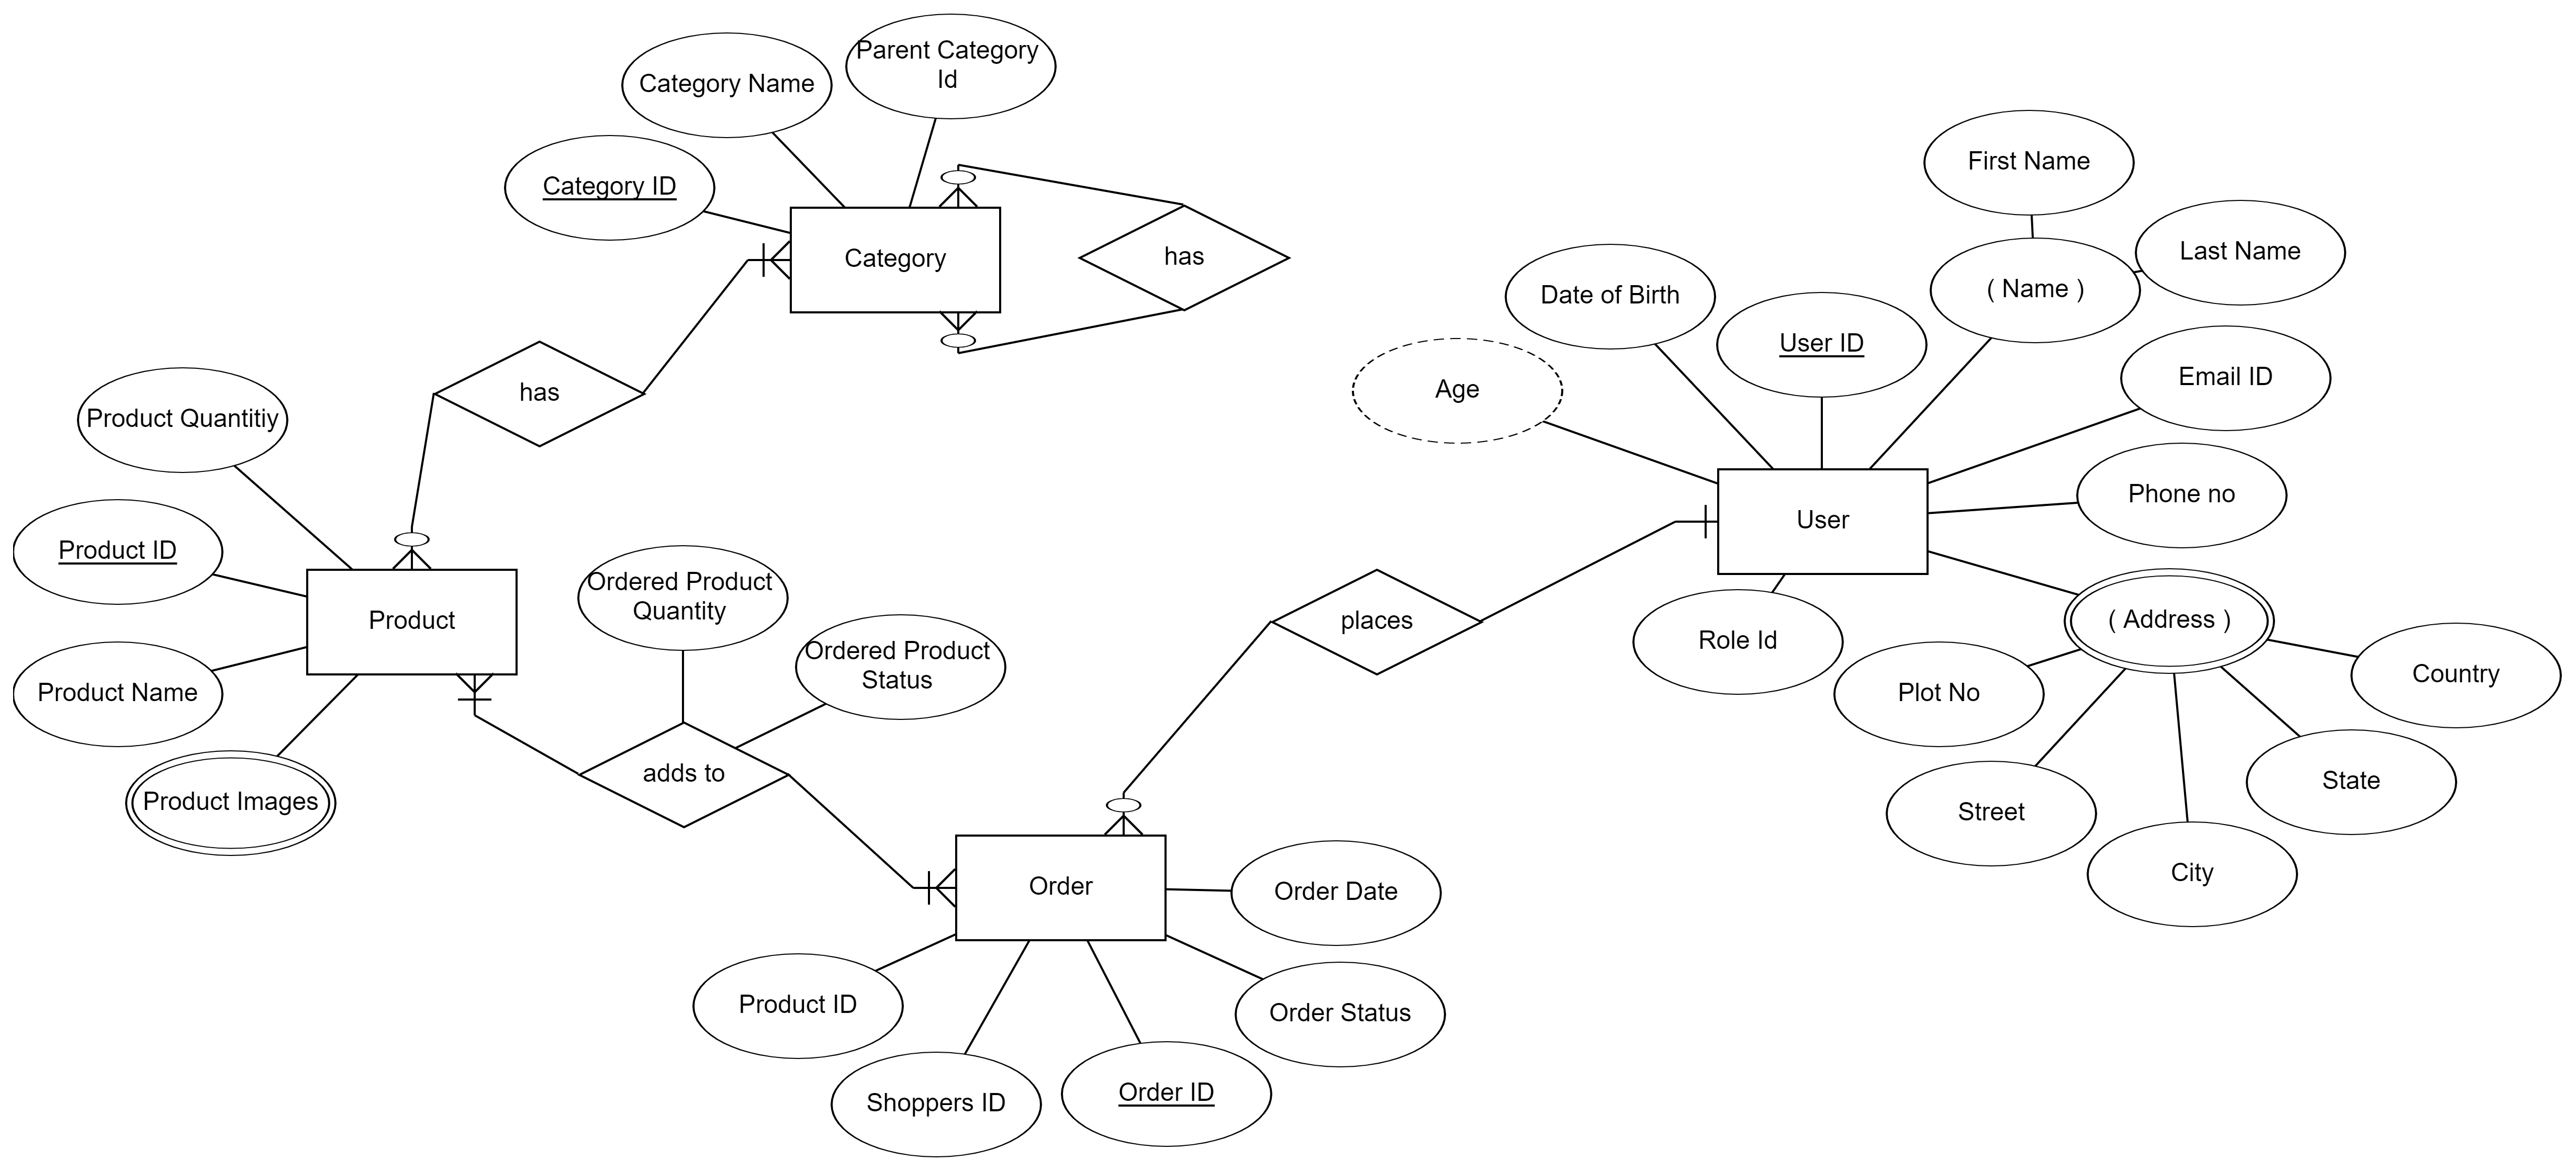 Parent Category
Id
Category Name
Category ID
Category
has
First Name
Last Name
( Name )
Date of Birth
User ID
Age
Email ID
Phone no
User
has
Product Quantitiy
Product ID
Product
Product Name
Product Images
Ordered Product
Quantity
Ordered Product
Status
adds to
places
Role Id
( Address )
Plot No
Country
Street
State
City
Order
Order Date
Product ID
Order Status
Shoppers ID
Order ID